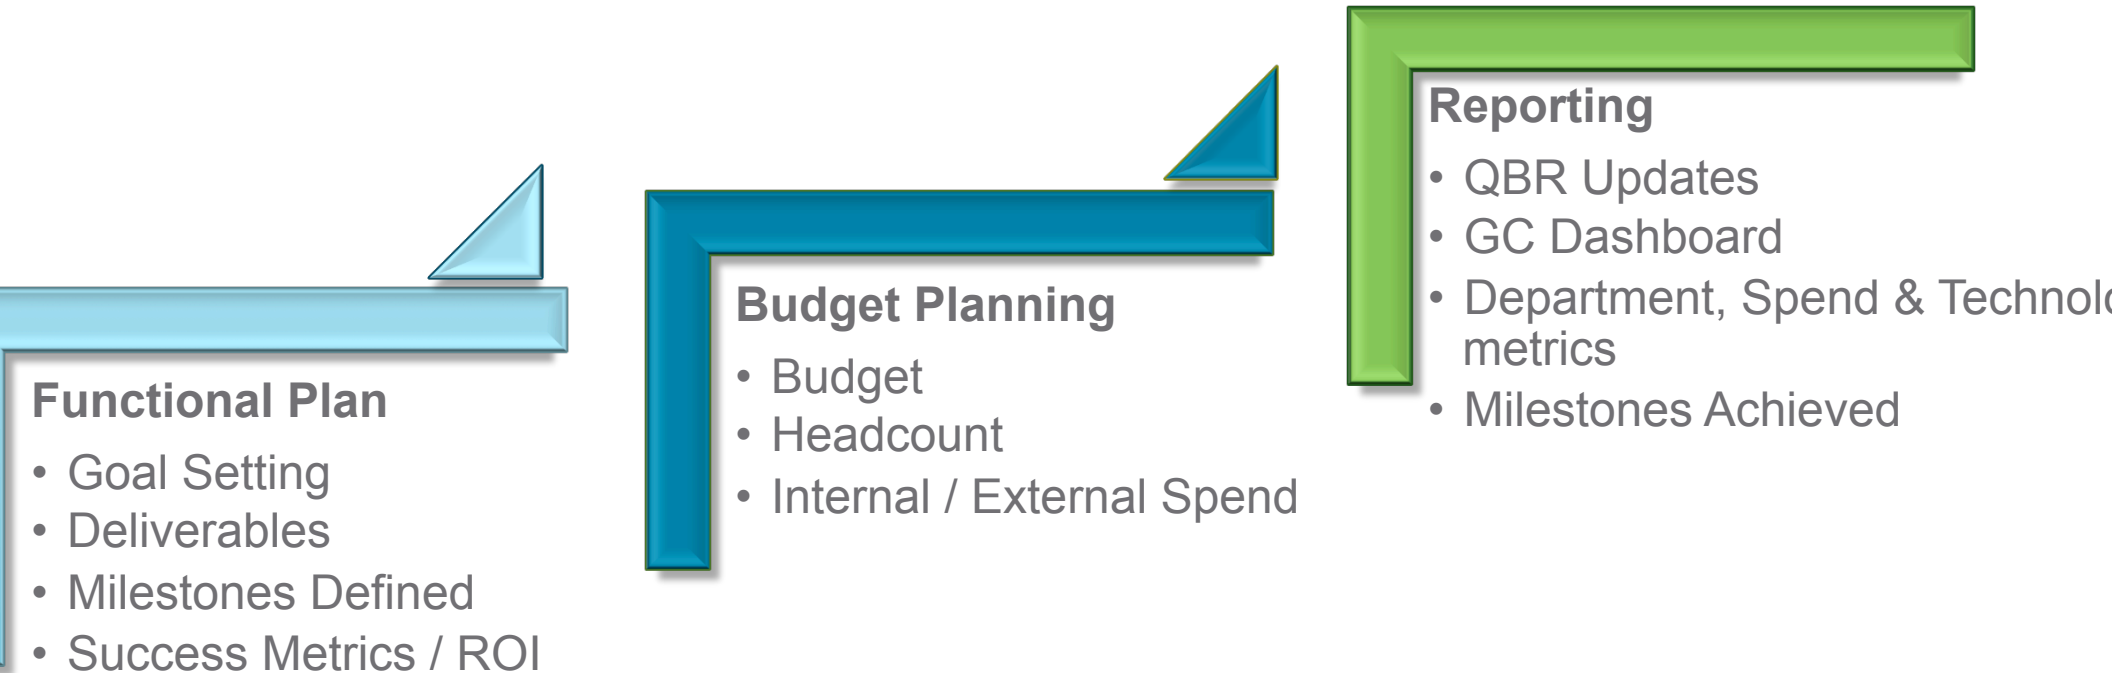 Functional Plan
• Goal Setting
• Deliverables
• Milestones Defined
• Success Metrics / ROI
Budget Planning
• Budget
• Headcount
• Internal / External Spend
Reporting
• QBR Updates
• GC Dashboard
• Department, Spend &
metrics
• Milestones Achieved